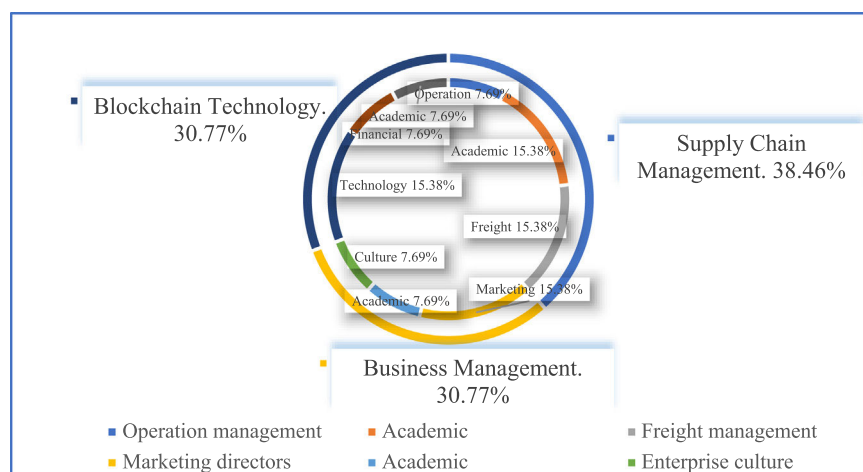 Operation 7.69%
Blockchain Technology.
30.77%
Academic 7.69%
Financial 7.69%
Supply Chain
Management. 38.46%
Academic 15.38%
Technology 15.38%
Freight 15.38%
Culture 7.69%
Marketing 15.38%
Academic 7.69%
Business Management.
30.77%
Operation management
Academic
Freight management
Marketing directors
Academic
Enterprise culture